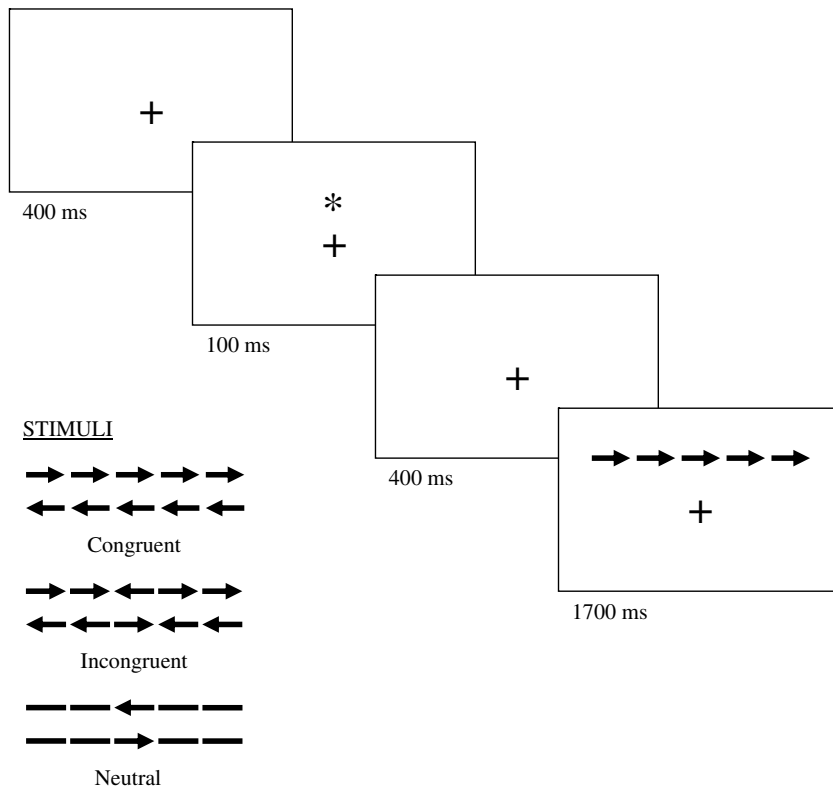 +
400 ms
*
+
100 ms
+
400 ms
+
1700 ms
STIMULI
Congruent
Incongruent
Neutral